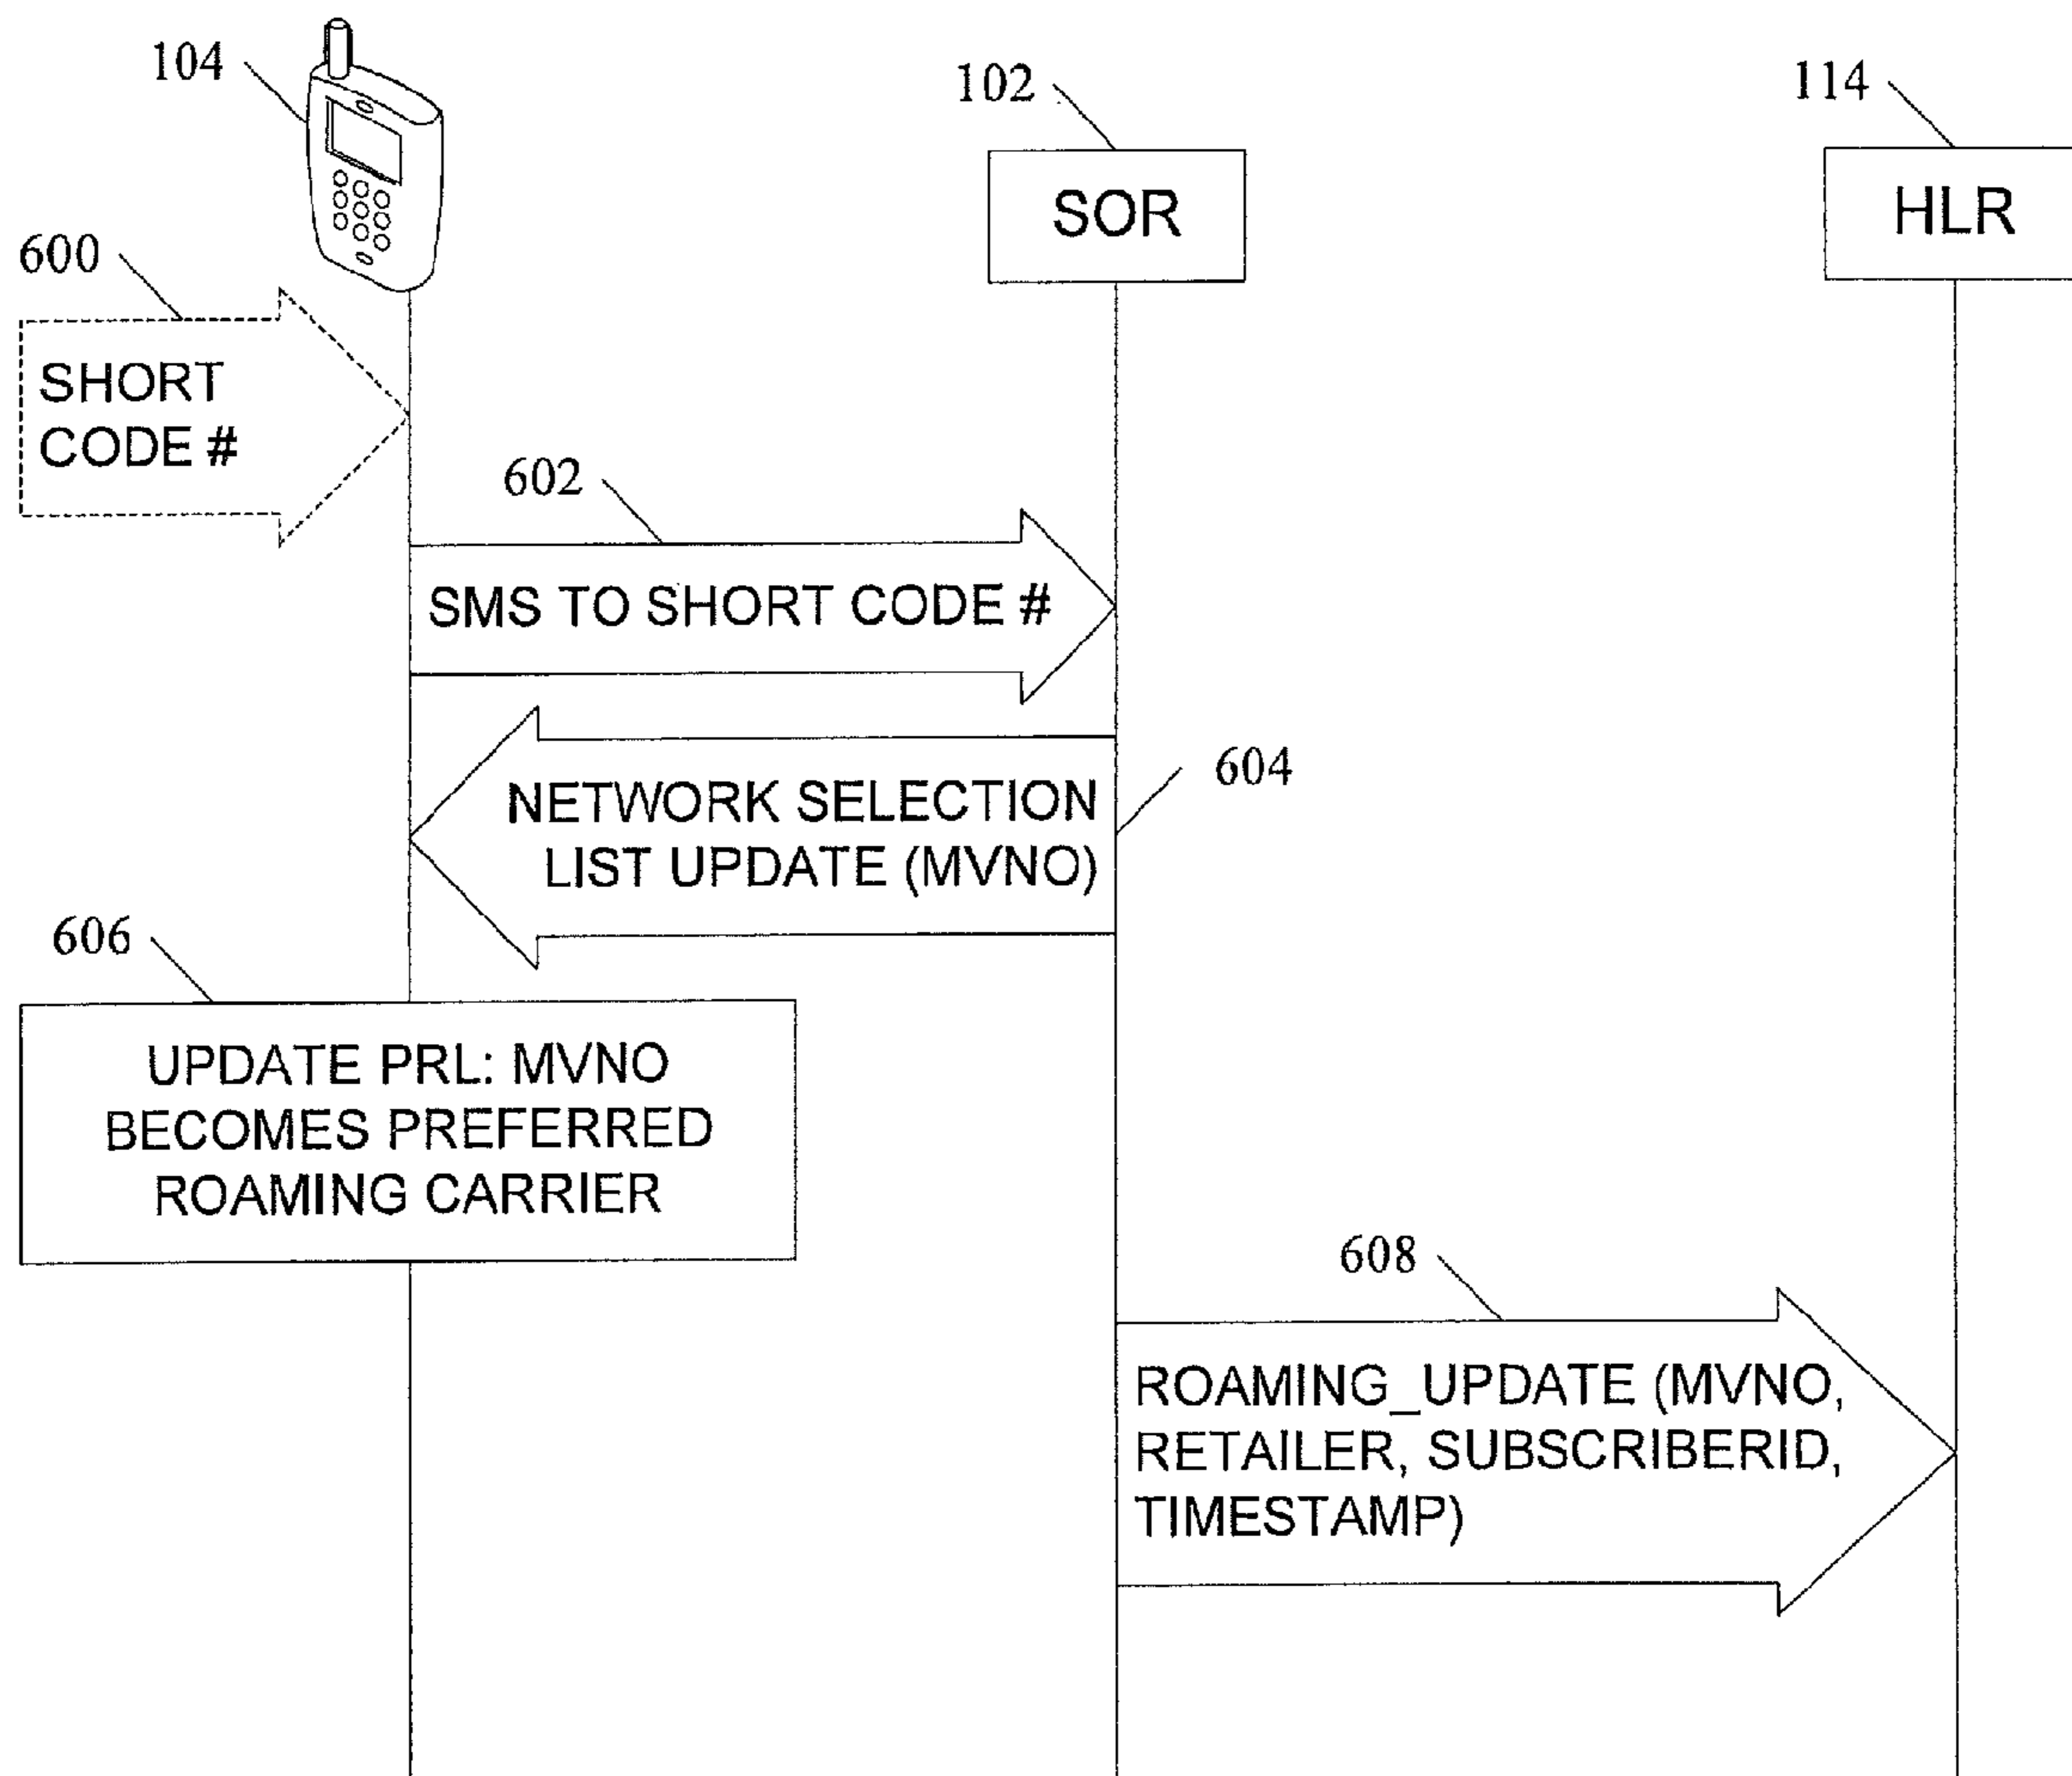 104
102
114
SOR
HLR
600
SHORT
CODE #
602
SMS TO SHORT CODE #
604
NETWORK SELECTION
LIST UPDATE (MVNO)
606
UPDATE PRL: MVNO
BECOMES PREFERRED
ROAMING CARRIER
608
ROAMING_UPDATE (MVNO,
RETAILER, SUBSCRIBERID,
TIMESTAMP)